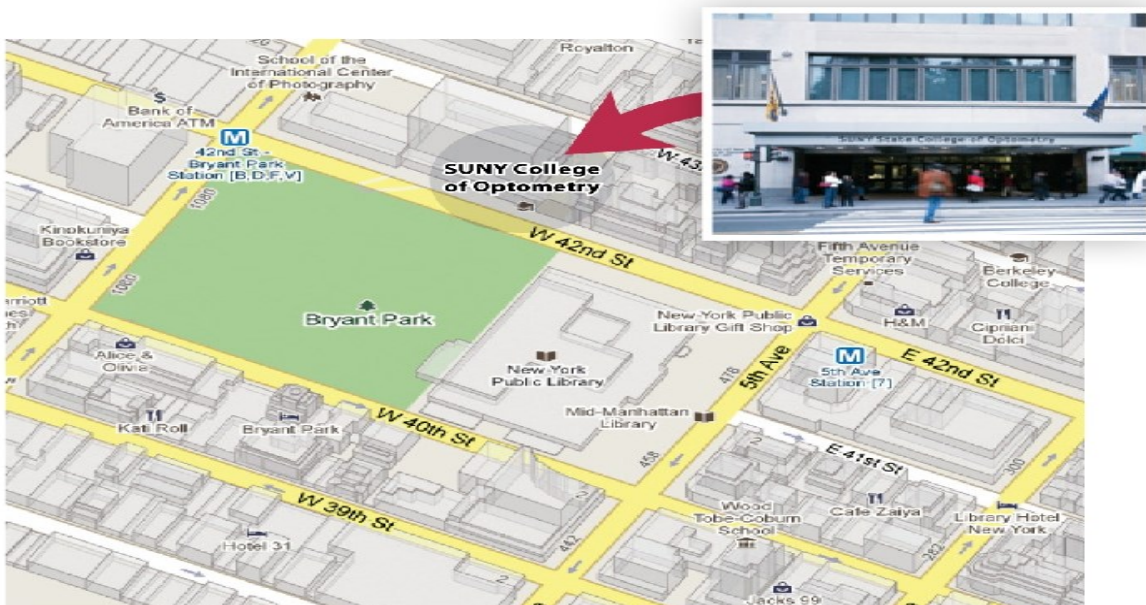 Royalton
School of the
International Center
of Photography
Bank of
America ATM
M
42nd St -
Bryant Park
Station [B,D,F,V]
SUNY College
of Optometry
SUNY State College of Optometry
W 43
1080
Kinokuniya
Bookstore
1060
W 42nd St
Fifth Avenue
Temporary
Services
Berkeley
College
Bryant Park
New York Public
Library Gift Shop
H&M
Cipriani
Dolci
Alice &
Olivia
New York
Public Library
476
5th Ave
M
5th Ave
Station [7]
E 42nd St
Kati Roll
Bryant Park
W 40th St
Mid-Manhattan
Library
458
2
E 41st St
300
W 39th St
2
Wood
Tobe-Coburn
School
Cafe Zaiya
Library Hotel
New York
Hotel 31
442
282
2
Jacks 99